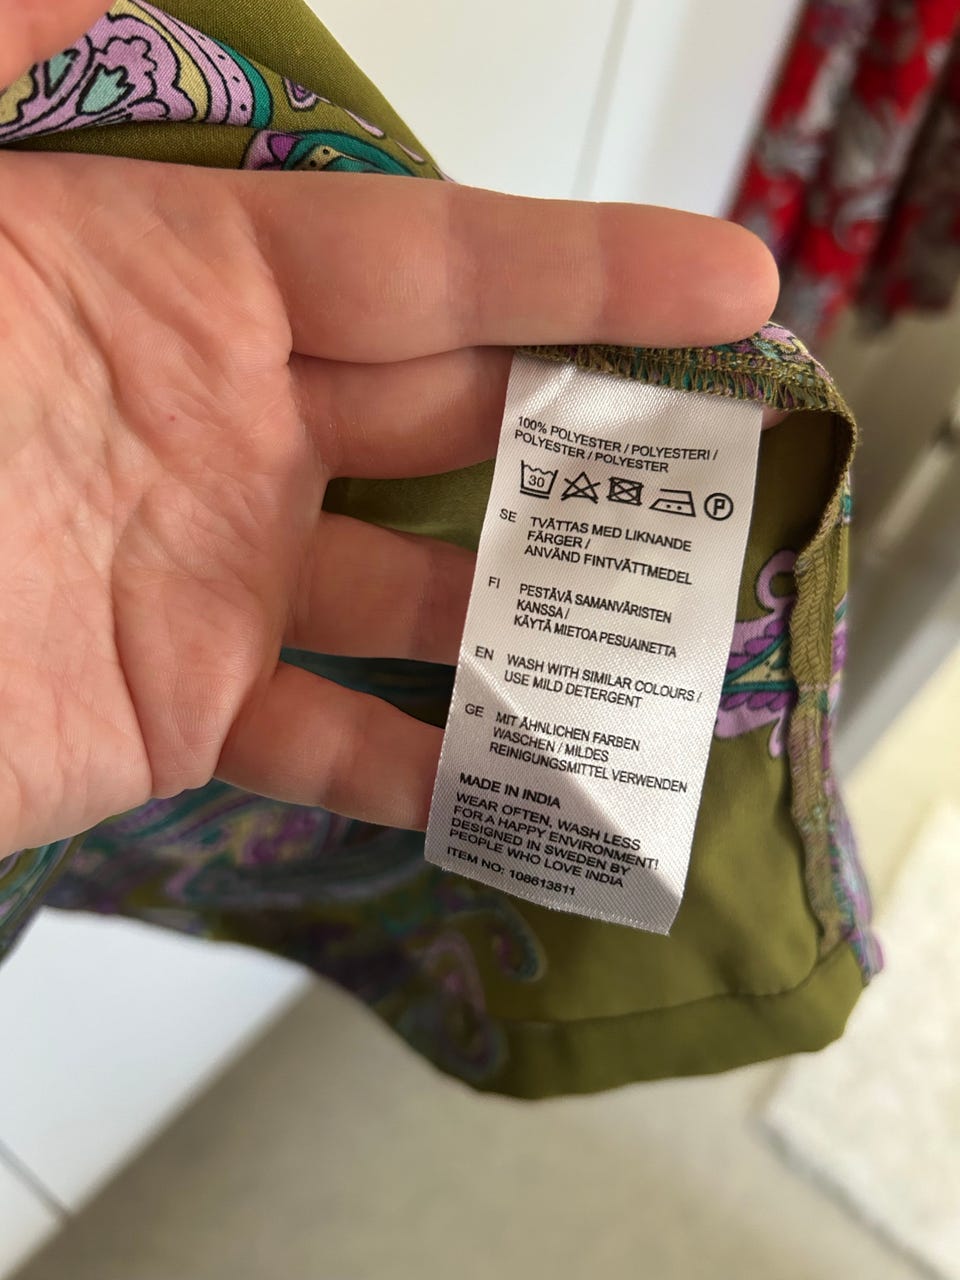 100% POLYESTER / POLYESTERI /
POLYESTER / POLYESTER
30 P
SE TVÄTTAS MED LIKNANDE
FÄRGER /
ANVÄND FINTVÄTTMEDEL
FI PESTÄVÄ SAMANVÄRISTEN
KANSSA /
KÄYTÄ MIETOA PESUAINETTA
EN WASH WITH SIMILAR COLOURS /
USE MILD DETERGENT
GE MIT ÄHNLICHEN FARBEN
WASCHEN / MILDES
REINIGUNGSMITTEL VERWENDEN
MADE IN INDIA
WEAR OFTEN, WASH LESS
FOR A HAPPY ENVIRONMENT!
DESIGNED IN SWEDEN BY
PEOPLE WHO LOVE INDIA
ITEM NO: 108613811